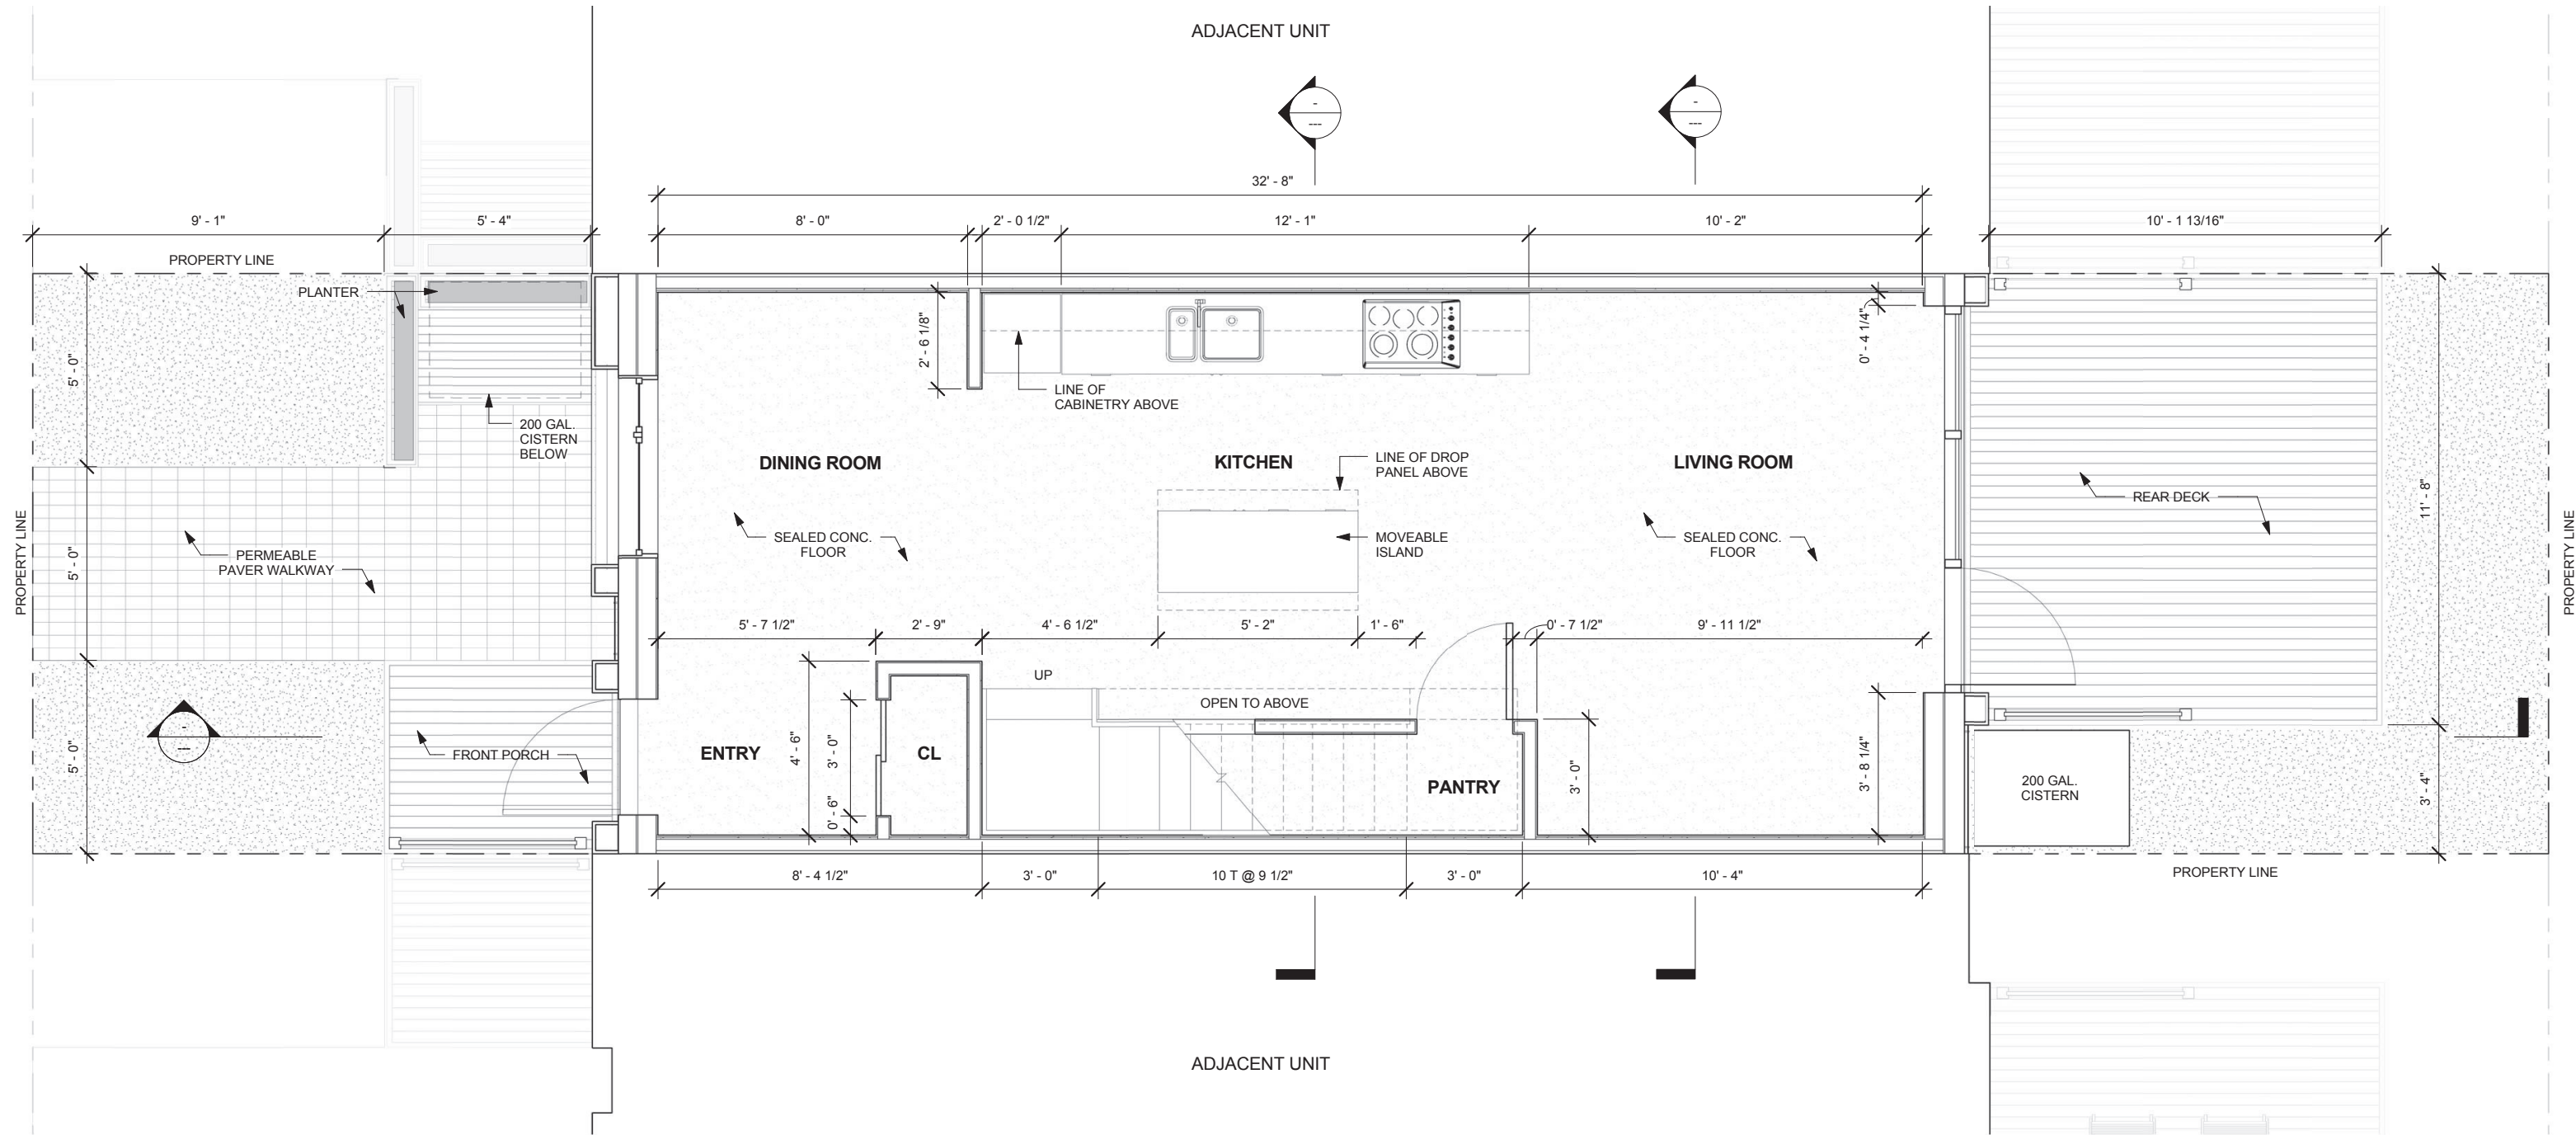 ADJACENT UNIT
-
---
-
---
32' - 8"
9' - 1"
5' - 4"
8' - 0"
2' - 0 1/2"
12' - 1"
10' - 2"
10' - 1 13/16"
PROPERTY LINE
PLANTER
2' - 6 1/8"
0' - 4 1/4"
5' - 0"
LINE OF
CABINETRY ABOVE
200 GAL.
CISTERN
BELOW
DINING ROOM
KITCHEN
LINE OF DROP
PANEL ABOVE
LIVING ROOM
REAR DECK
11' - 8"
PROPERTY LINE
PROPERTY LINE
SEALED CONC.
FLOOR
MOVEABLE
ISLAND
SEALED CONC.
FLOOR
PERMEABLE
PAVER WALKWAY
5' - 0"
5' - 7 1/2"
2' - 9"
4' - 6 1/2"
5' - 2"
1' - 6"
0' - 7 1/2"
9' - 11 1/2"
UP
OPEN TO ABOVE
-
---
FRONT PORCH
5' - 0"
ENTRY
4' - 6"
3' - 0"
0' - 6"
CL
PANTRY
3' - 0"
3' - 8 1/4"
200 GAL.
CISTERN
3' - 4"
8' - 4 1/2"
3' - 0"
10 T @ 9 1/2"
3' - 0"
10' - 4"
PROPERTY LINE
ADJACENT UNIT